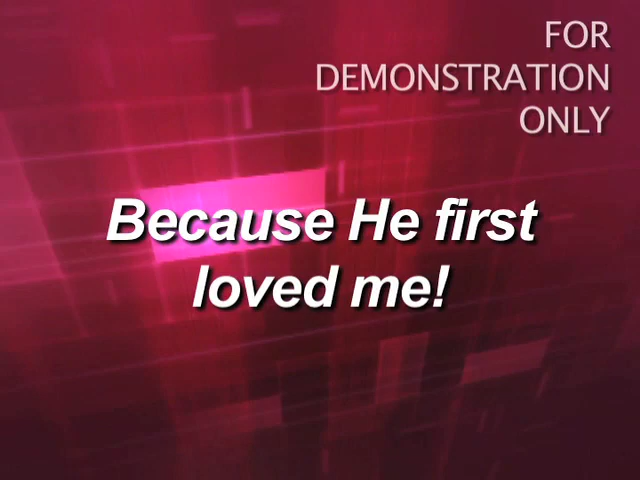 FOR
DEMONSTRATION
ONLY
Because He first
loved me!